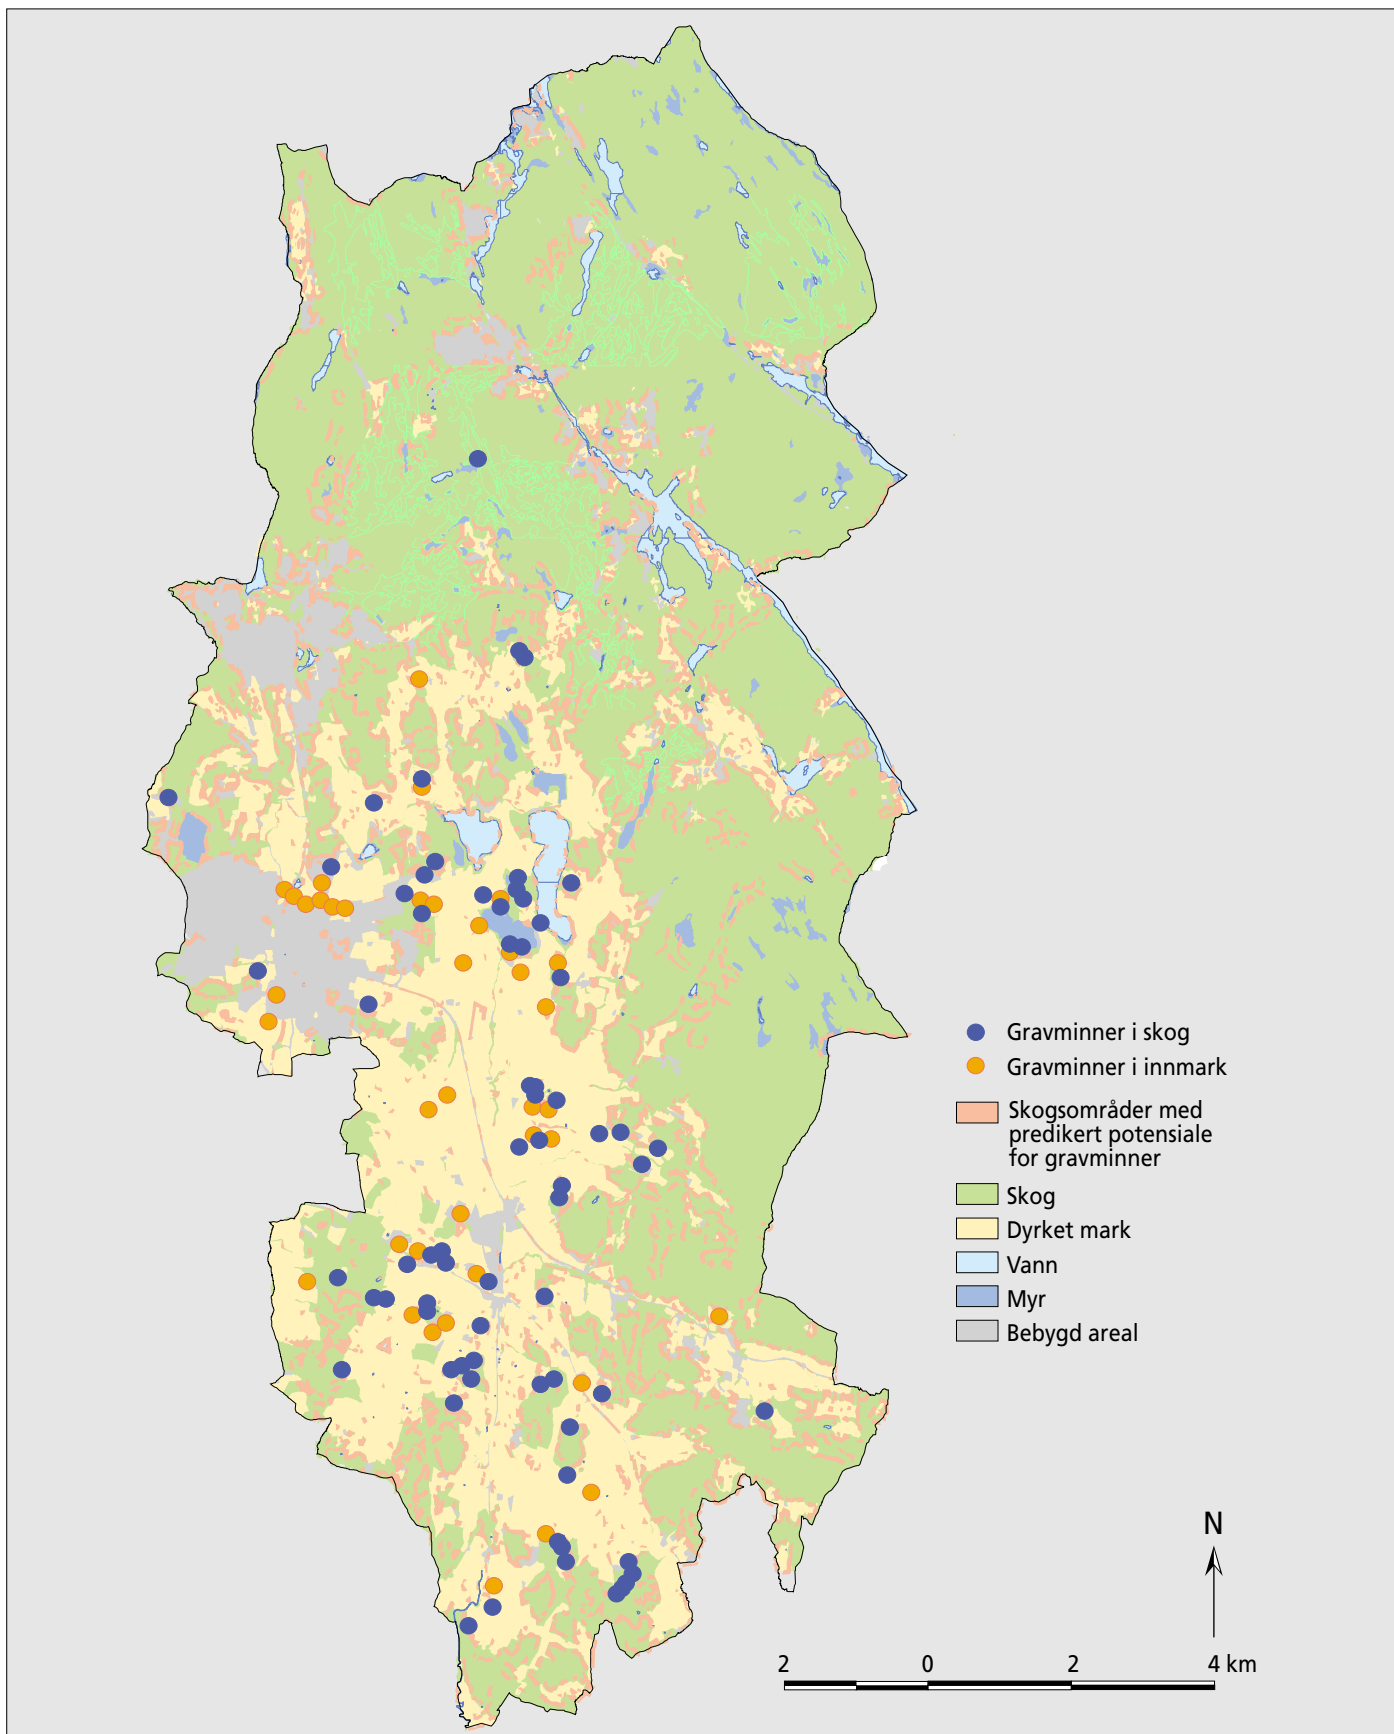 Gravminner i skog
Gravminner i innmark
Skogsområder med
predikert potensiale
for gravminner
Skog
Dyrket mark
Vann
Myr
Bebygd areal
N
2 0 2 4 km